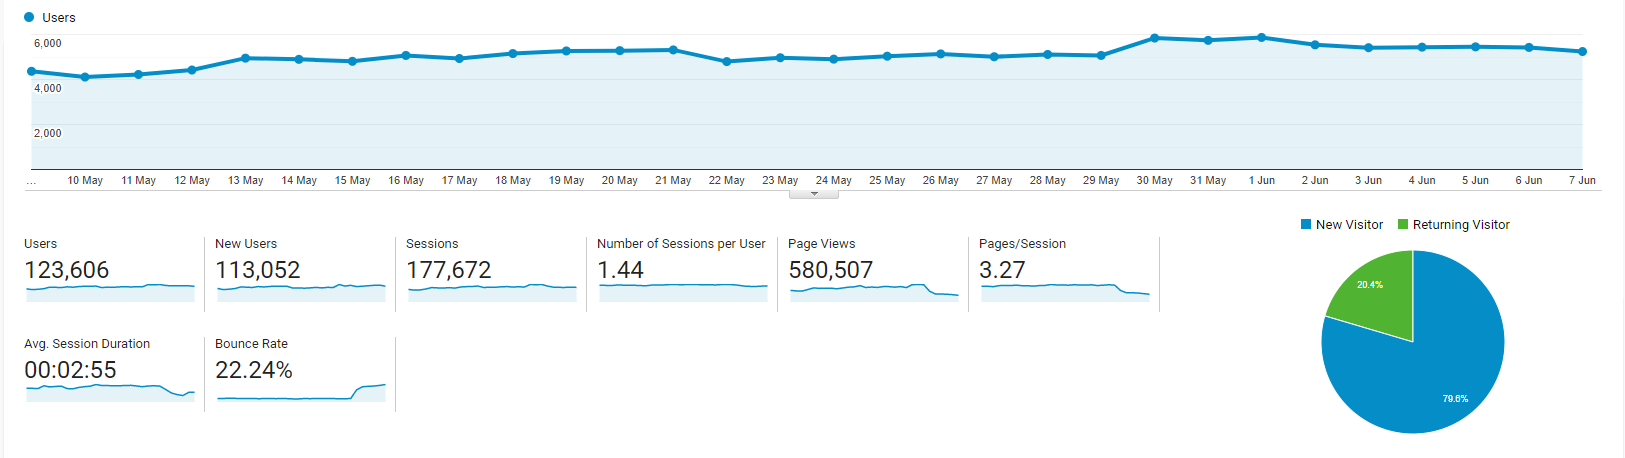 Users
6,000
4,000
2,000
... 10 May 11 May 12 May 13 May 14 May 15 May 16 May 17 May 18 May 19 May 20 May 21 May 22 May 23 May 24 May 25 May 26 May 27 May 28 May 29 May 30 May 31 May 1 Jun 2 Jun 3 Jun 4 Jun 5 Jun 6 Jun 7 Jun
New Visitor Returning Visitor
Users New Users Sessions Number of Sessions per User Page Views Pages/Session
123,606 113,052 177,672 1.44 580,507 3.27
20.4%
Avg. Session Duration Bounce Rate
00:02:55 22.24%
79.6%